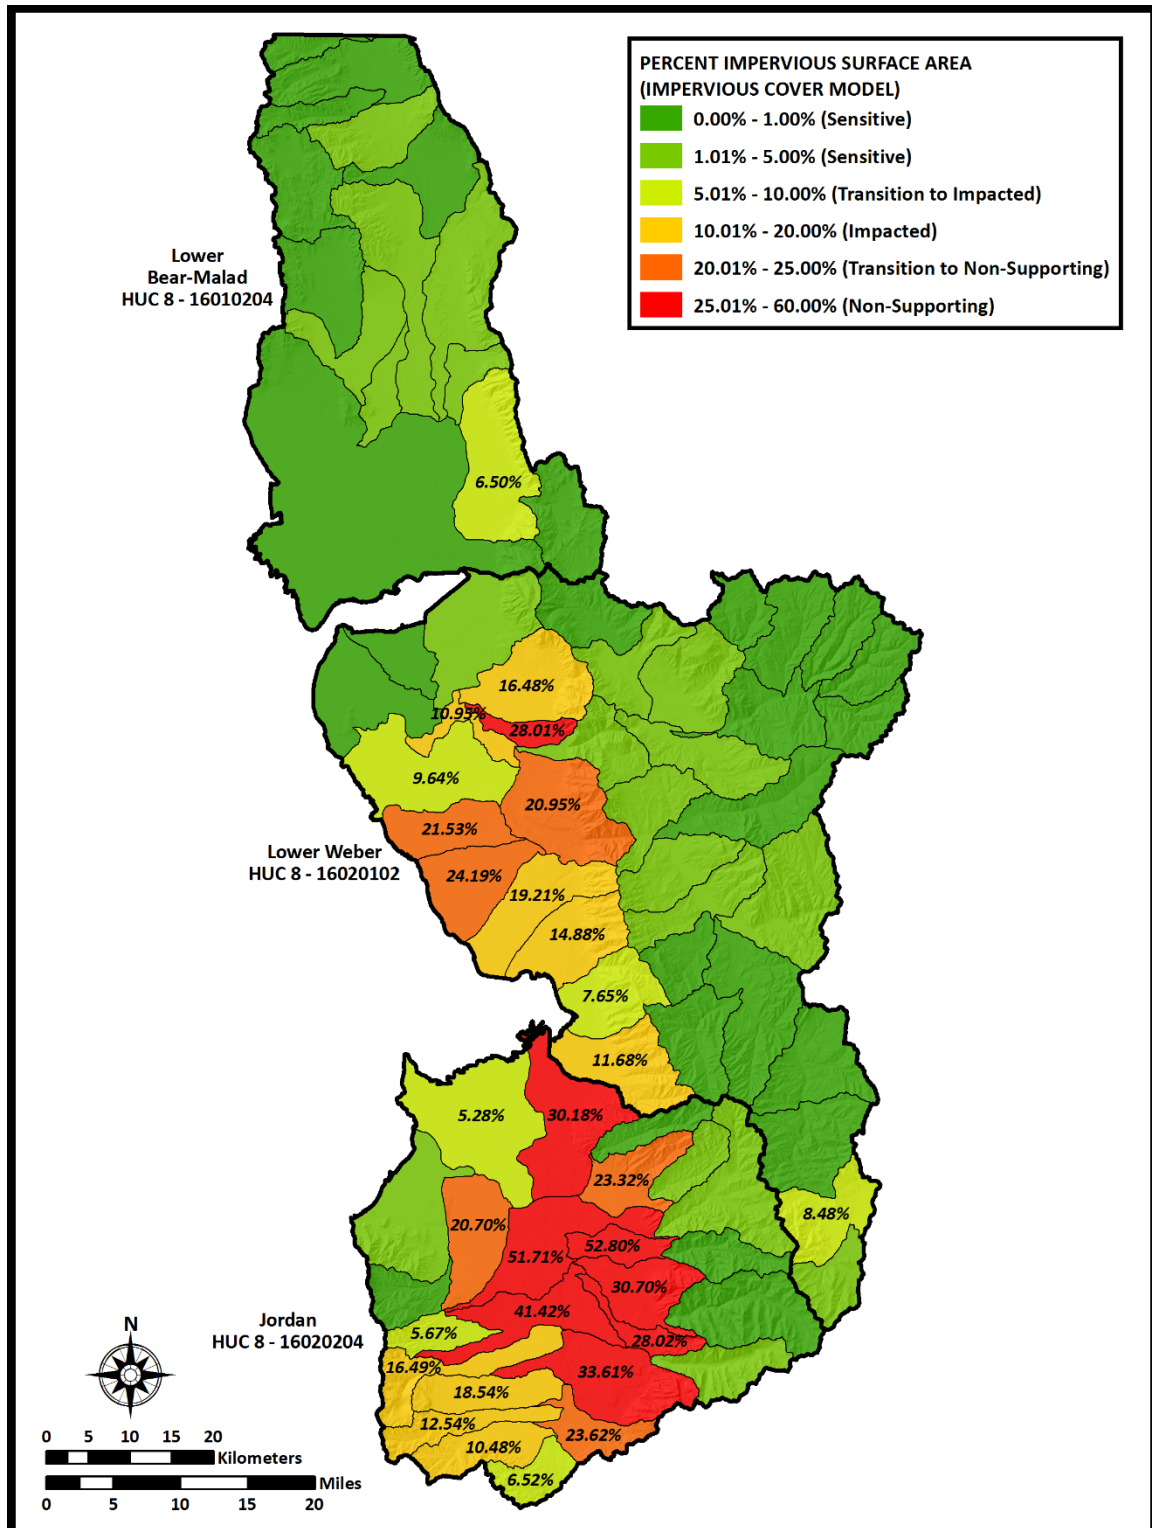 PERCENT IMPERVIOUS SURFACE AREA
(IMPERVIOUS COVER MODEL)
0.00% - 1.00% (Sensitive)
1.01% - 5.00% (Sensitive)
5.01% - 10.00% (Transition to Impacted)
10.01% - 20.00% (Impacted)
20.01% - 25.00% (Transition to Non-Supporting)
25.01% - 60.00% (Non-Supporting)
Lower
Bear-Malad
HUC 8 - 16010204
6.50%
16.48%
10.95%
28.01%
9.64%
20.95%
21.53%
Lower Weber
HUC 8 - 16020102
24.19%
19.21%
14.88%
7.65%
11.68%
5.28%
30.18%
23.32%
8.48%
20.70%
51.71%
52.80%
30.70%
41.42%
Jordan
HUC 8 - 16020204
5.67%
28.02%
16.49%
33.61%
18.54%
12.54%
23.62%
10.48%
6.52%
N
0 5 10 15 20
Kilometers
Miles
0 5 10 15 20